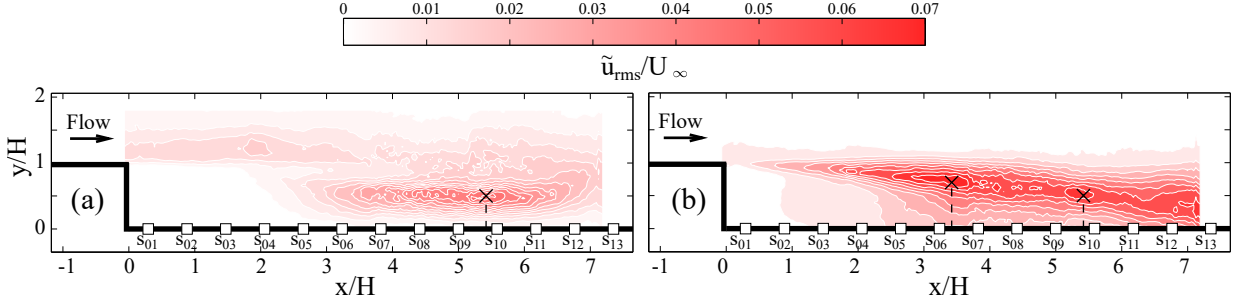 0 0.01 0.02 0.03 0.04 0.05 0.06 0.07
ũrms/U∞
2
1
0
y/H
Flow
(a)
s01 s02 s03 s04 s05 s06 s07 s08 s09 s10 s11 s12 s13
-1 0 1 2 3 4 5 6 7
x/H
Flow
(b)
s01 s02 s03 s04 s05 s06 s07 s08 s09 s10 s11 s12 s13
-1 0 1 2 3 4 5 6 7
x/H